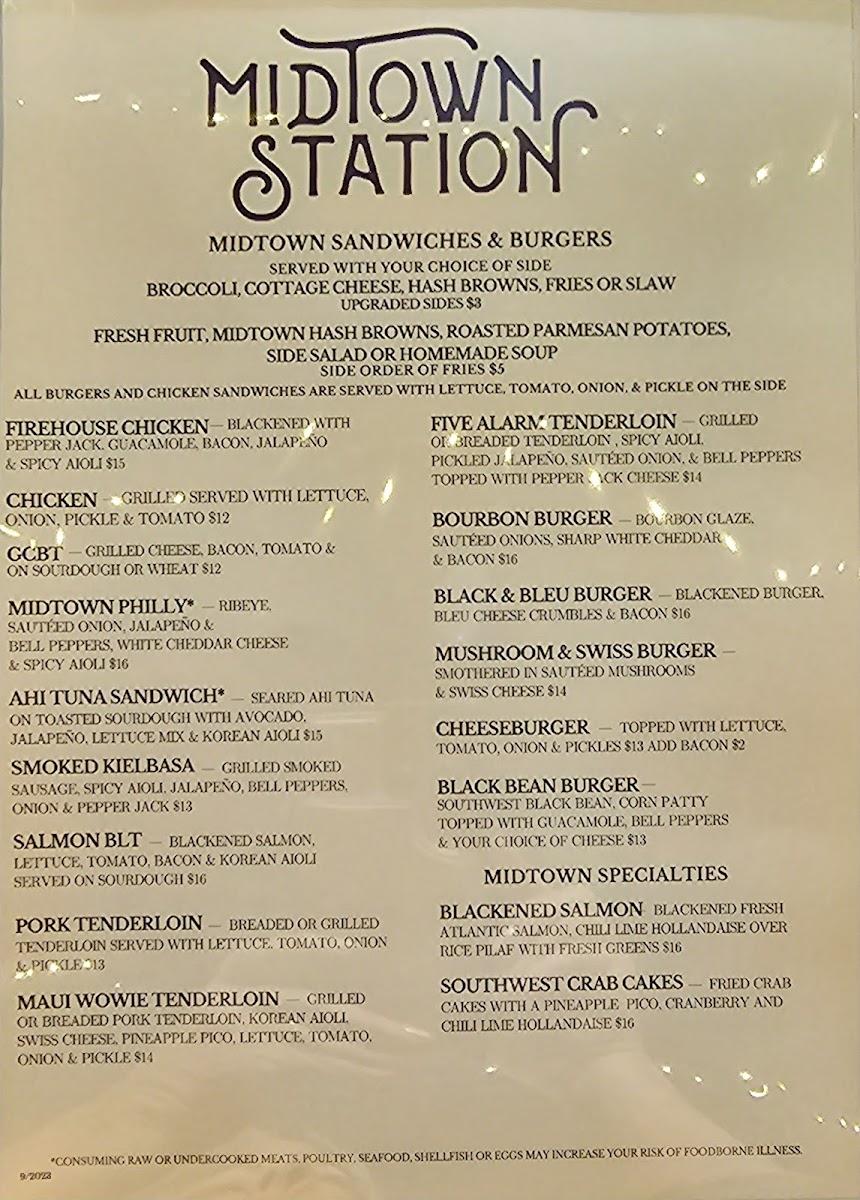 MIDTOWN
STATION
MIDTOWN SANDWICHES & BURGERS
SERVED WITH YOUR CHOICE OF SIDE
BROCCOLI, COTTAGE CHEESE, HASH BROWNS, FRIES OR SLAW
UPGRADED SIDES $3
FRESH FRUIT, MIDTOWN HASH BROWNS, ROASTED PARMESAN POTATOES,
SIDE SALAD OR HOMEMADE SOUP
SIDE ORDER OF FRIES $5
ALL BURGERS AND CHICKEN SANDWICHES ARE SERVED WITH LETTUCE, TOMATO, ONION, & PICKLE ON THE SIDE
FIREHOUSE CHICKEN — BLACKENED WITH
PEPPER JACK, GUACAMOLE, BACON, JALAPEÑO
& SPICY AIOLI $15
CHICKEN — GRILLED SERVED WITH LETTUCE,
ONION, PICKLE & TOMATO $12
GCBT — GRILLED CHEESE, BACON, TOMATO &
ON SOURDOUGH OR WHEAT $12
MIDTOWN PHILLY* — RIBEYE,
SAUTÉED ONION, JALAPEÑO &
BELL PEPPERS, WHITE CHEDDAR CHEESE
& SPICY AIOLI $16
AHI TUNA SANDWICH* — SEARED AHI TUNA
ON TOASTED SOURDOUGH WITH AVOCADO,
JALAPEÑO, LETTUCE MIX & KOREAN AIOLI $15
SMOKED KIELBASA — GRILLED SMOKED
SAUSAGE, SPICY AIOLI, JALAPEÑO, BELL PEPPERS,
ONION & PEPPER JACK $13
SALMON BLT — BLACKENED SALMON,
LETTUCE, TOMATO, BACON & KOREAN AIOLI
SERVED ON SOURDOUGH $16
PORK TENDERLOIN — BREADED OR GRILLED
TENDERLOIN SERVED WITH LETTUCE, TOMATO, ONION
& PICKLE $13
MAUI WOWIE TENDERLOIN — GRILLED
OR BREADED PORK TENDERLOIN, KOREAN AIOLI,
SWISS CHEESE, PINEAPPLE PICO, LETTUCE, TOMATO,
ONION & PICKLE $14
FIVE ALARM TENDERLOIN — GRILLED
OR BREADED TENDERLOIN , SPICY AIOLI,
PICKLED JALAPEÑO, SAUTÉED ONION, & BELL PEPPERS
TOPPED WITH PEPPER JACK CHEESE $14
BOURBON BURGER — BOURBON GLAZE,
SAUTÉED ONIONS, SHARP WHITE CHEDDAR
& BACON $16
BLACK & BLEU BURGER — BLACKENED BURGER,
BLEU CHEESE CRUMBLES & BACON $16
MUSHROOM & SWISS BURGER —
SMOTHERED IN SAUTÉED MUSHROOMS
& SWISS CHEESE $14
CHEESEBURGER — TOPPED WITH LETTUCE,
TOMATO, ONION & PICKLES $13 ADD BACON $2
BLACK BEAN BURGER —
SOUTHWEST BLACK BEAN, CORN PATTY
TOPPED WITH GUACAMOLE, BELL PEPPERS
& YOUR CHOICE OF CHEESE $13
MIDTOWN SPECIALTIES
BLACKENED SALMON BLACKENED FRESH
ATLANTIC SALMON, CHILI LIME HOLLANDAISE OVER
RICE PILAF WITH FRESH GREENS $16
SOUTHWEST CRAB CAKES — FRIED CRAB
CAKES WITH A PINEAPPLE PICO, CRANBERRY AND
CHILI LIME HOLLANDAISE $16
*CONSUMING RAW OR UNDERCOOKED MEATS, POULTRY, SEAFOOD, SHELLFISH OR EGGS MAY INCREASE YOUR RISK OF FOODBORNE ILLNESS.
9/2023